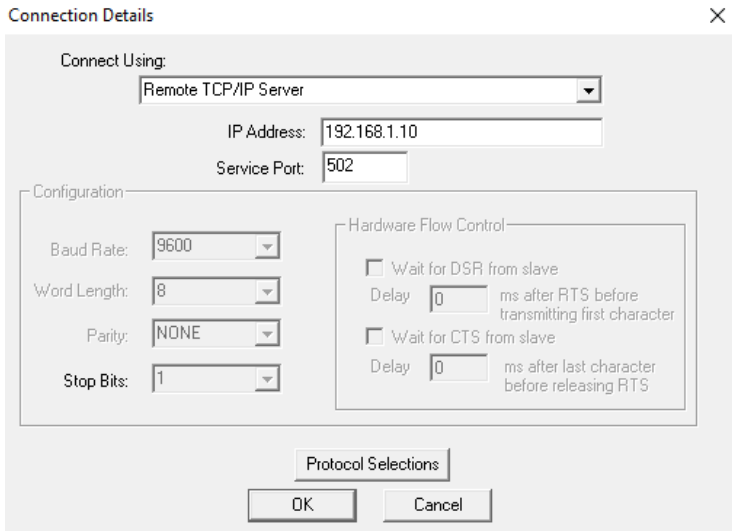 Connection Details
Connect Using:
Remote TCP/IP Server
IP Address: 192.168.1.10
Service Port: 502
Configuration
Baud Rate: 9600
Word Length: 8
Parity: NONE
Stop Bits: 1
Hardware Flow Control
Wait for DSR from slave
Delay 0 ms after RTS before
transmitting first character
Wait for CTS from slave
Delay 0 ms after last character
before releasing RTS
Protocol Selections
OK Cancel